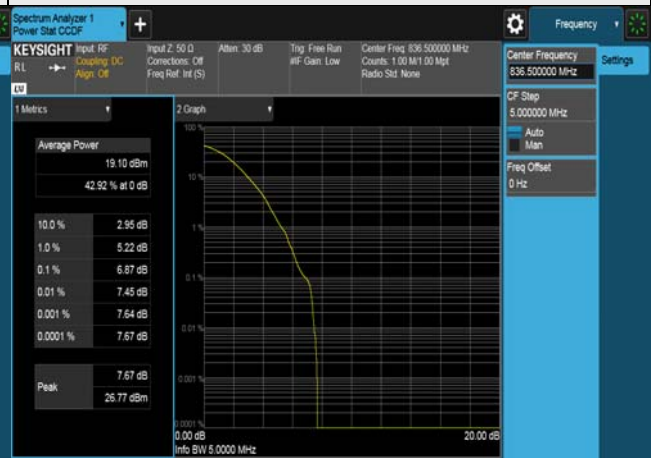 Spectrum Analyzer 1
Power Stat CCDF
Frequency
KEYSIGHT
RL
LXI
Input: RF
Coupling: DC
Align: Off
Input Z: 50 Ω
Corrections: Off
Freq Ref: Int (S)
Atten: 30 dB
Trig: Free Run
#IF Gain: Low
Center Freq: 836.500000 MHz
Counts: 1.00 M/1.00 Mpt
Radio Std: None
Center Frequency
836.500000 MHz
Settings
CF Step
5.000000 MHz
Auto
Man
Freq Offset
0 Hz
1 Metrics
Average Power
19.10 dBm
42.92 % at 0 dB
10.0 % 2.95 dB
1.0 % 5.22 dB
0.1 % 6.87 dB
0.01 % 7.45 dB
0.001 % 7.64 dB
0.0001 % 7.67 dB
Peak
7.67 dB
26.77 dBm
2 Graph
100 %
10 %
1 %
0.1 %
0.01 %
0.001 %
0.0001 %
0.00 dB
20.00 dB
Info BW 5.0000 MHz